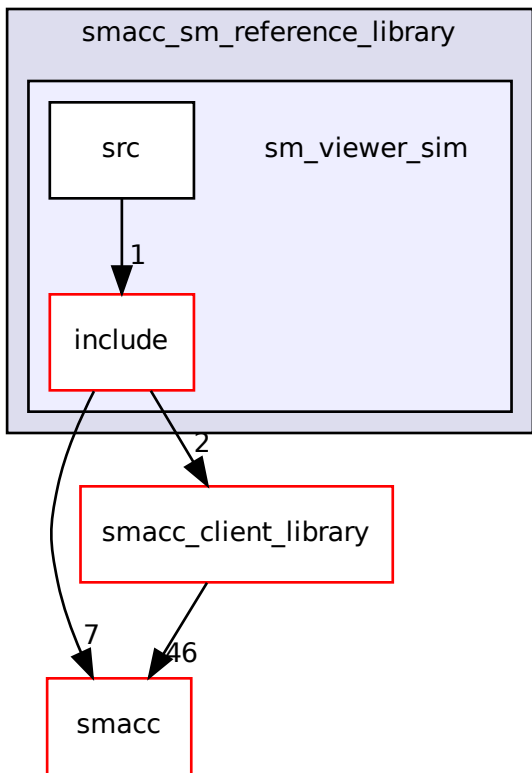 smacc_sm_reference_library
src
sm_viewer_sim
1
include
2
smacc_client_library
7
46
smacc